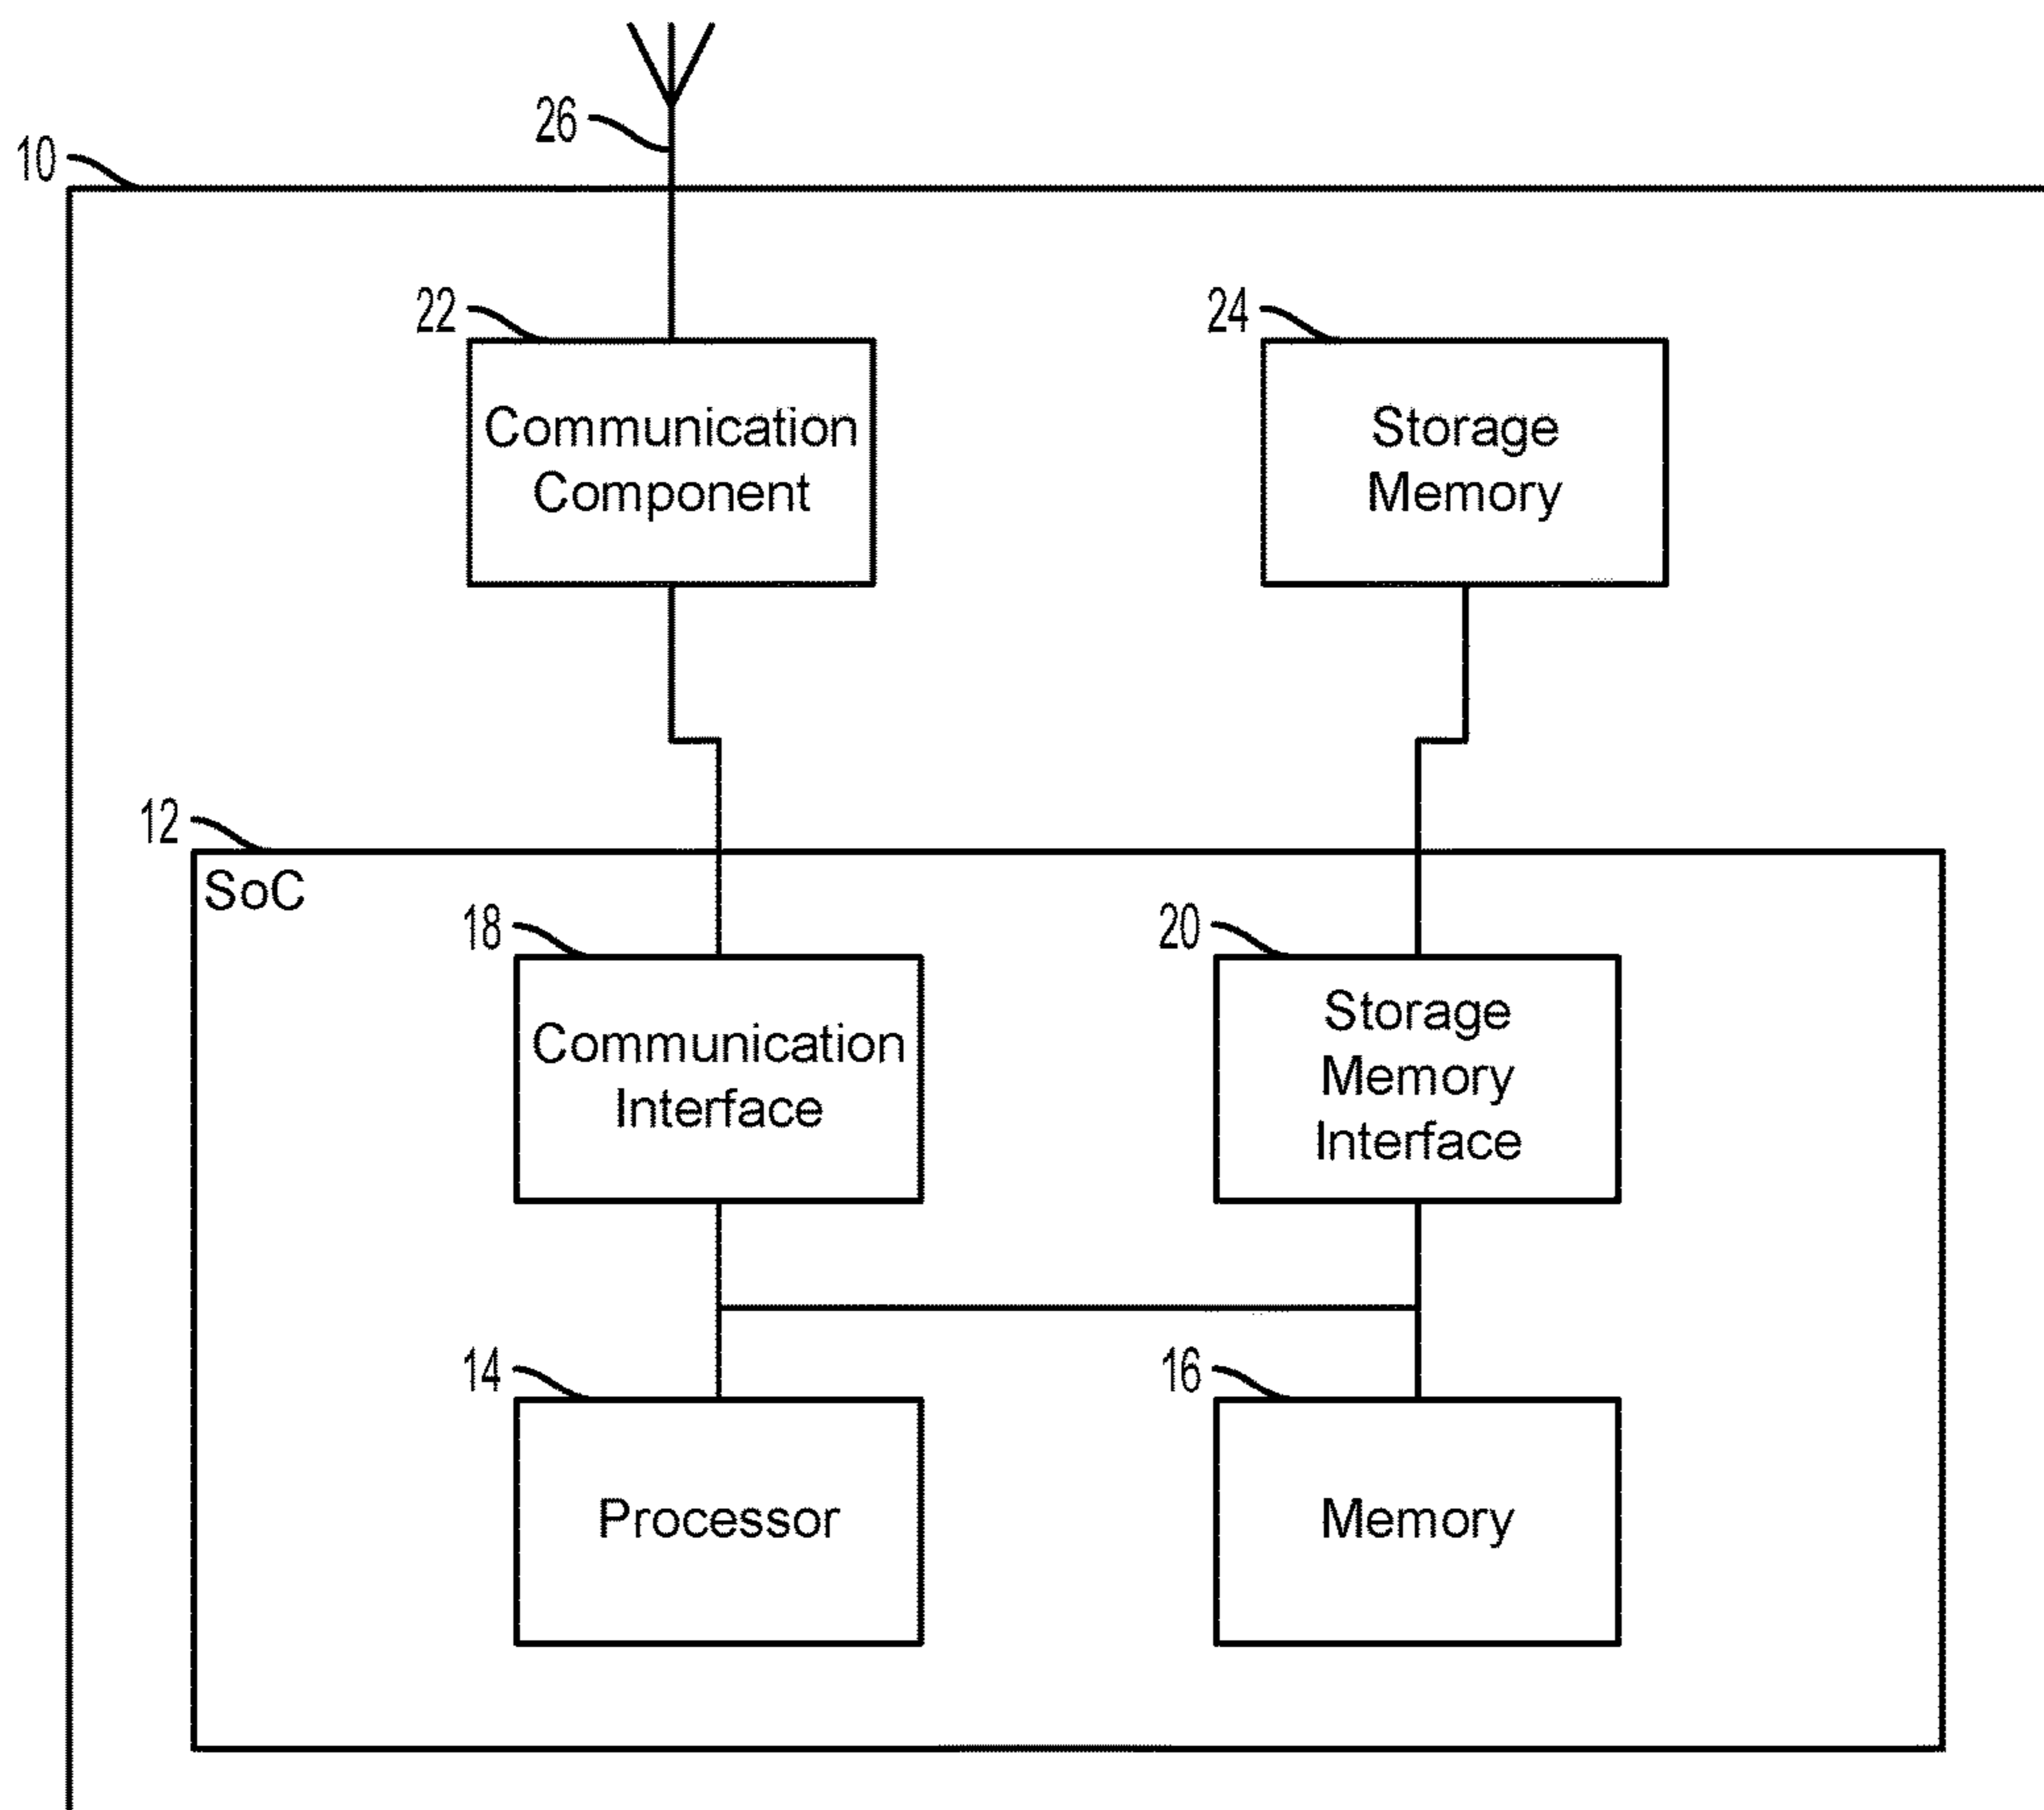 26
10
22
24
Communication
Component
Storage
Memory
12
SoC
18
20
Communication
Interface
Storage
Memory
Interface
14
16
Processor
Memory